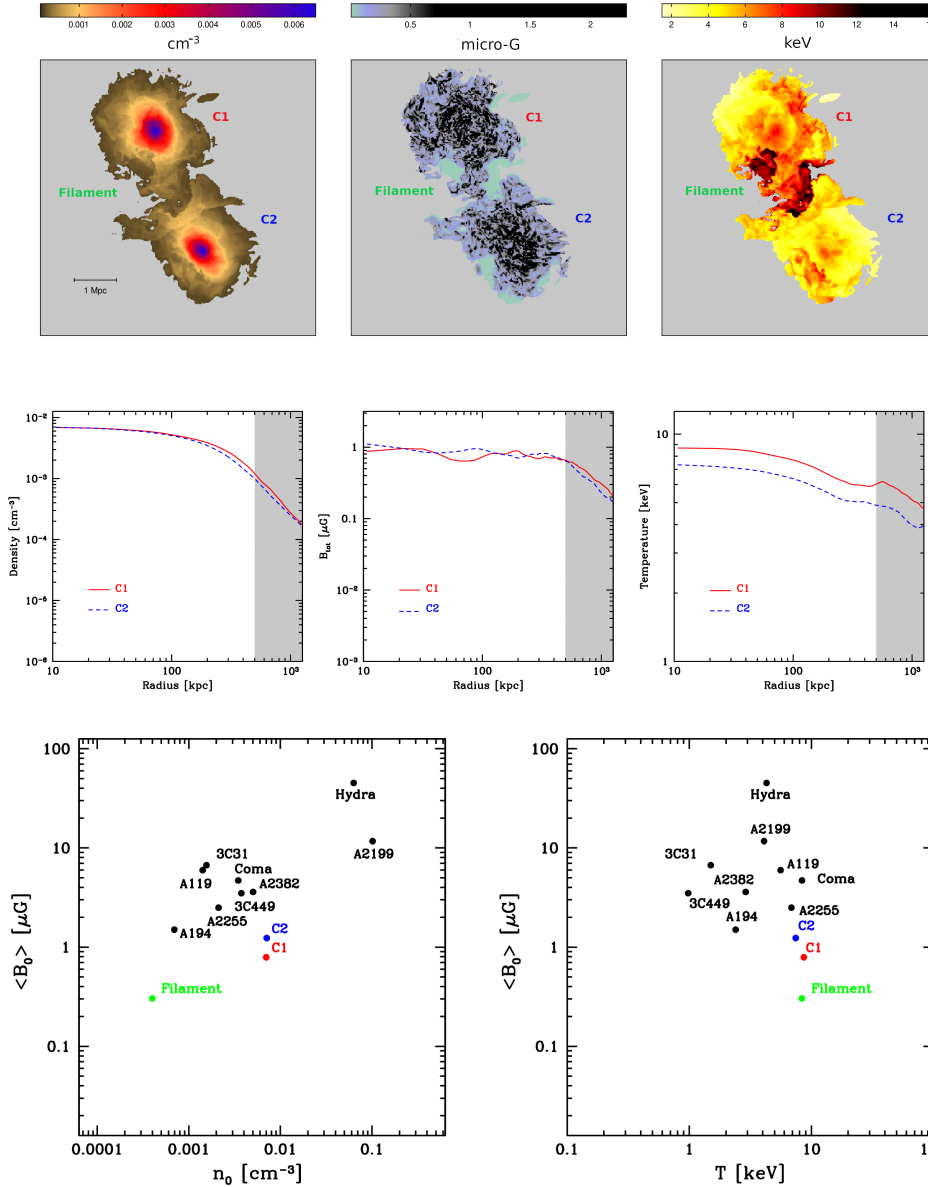 0.001 0.002 0.003 0.004 0.005 0.006
cm⁻³
C1
Filament
C2
1 Mpc
0.5 1 2
micro-G
C1
Filament
C2
2 4 6 8 10 12
keV
C1
Filament
C2
10⁻²
10⁻³
10⁻⁴
10⁻⁵
10⁻⁶
Density [cm⁻³]
C1
C2
10 100 10³
Radius [kpc]
1
0.1
10⁻²
10⁻³
B_tot [μG]
C1
C2
10 100 10³
Radius [kpc]
10
1
Temperature [keV]
C1
C2
10 100 10³
Radius [kpc]
100
10
1
0.1
<B₀> [μG]
Hydra
A2199
3C31
Coma
A119
A2382
3C449
A2255
A194
C2
C1
Filament
0.0001 0.001 0.01 0.1
n₀ [cm⁻³]
100
10
1
0.1
<B₀> [μG]
Hydra
A2199
3C31
A119
A2382
Coma
3C449
A2255
A194
C2
C1
Filament
0.1 1 10
T [keV]